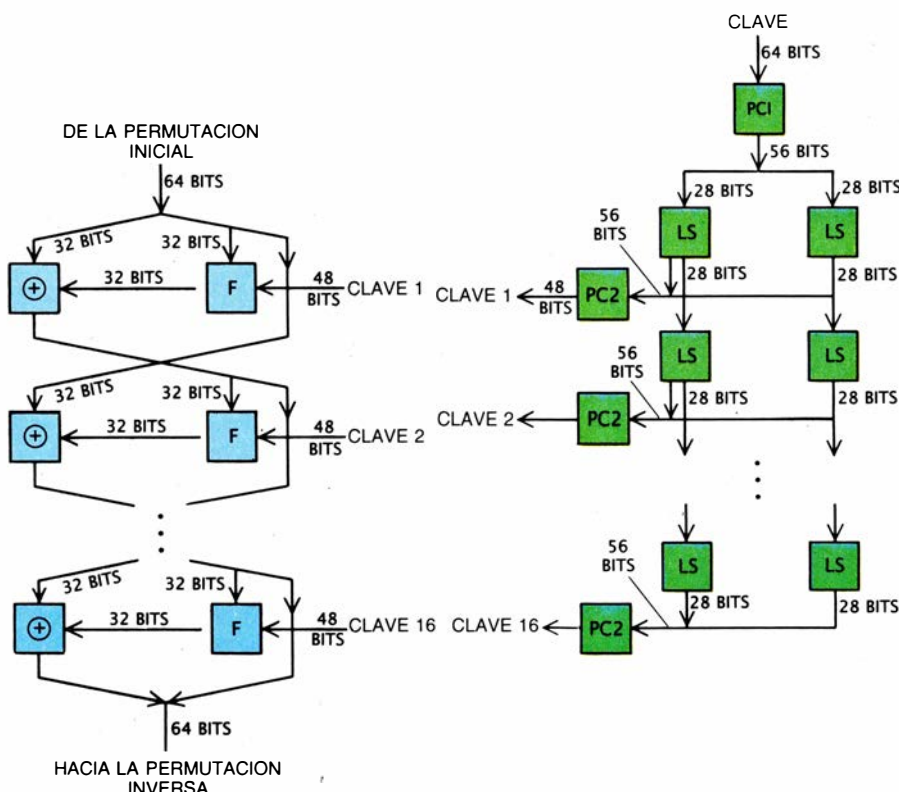 CLAVE
64 BITS
PC1
56 BITS
28 BITS
28 BITS
LS
LS
56
BITS
28 BITS
28 BITS
CLAVE 1
48
BITS
PC2
LS
LS
56
BITS
28 BITS
28 BITS
CLAVE 2
PC2
LS
LS
56
BITS
28 BITS
28 BITS
CLAVE 16
PC2
DE LA PERMUTACION
INICIAL
64 BITS
32 BITS
32 BITS
32 BITS
F
48
BITS
CLAVE 1
32 BITS
32 BITS
32 BITS
F
48
BITS
CLAVE 2
32 BITS
32 BITS
32 BITS
F
48
BITS
CLAVE 16
64 BITS
HACIA LA PERMUTACION
INVERSA